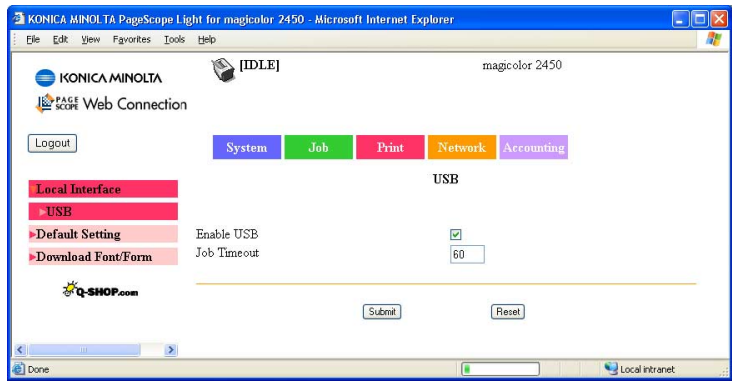 KONICA MINOLTA PageScope Light for magicolor 2450 - Microsoft Internet Explorer
File Edit View Favorites Tools Help
KONICA MINOLTA
[IDLE]
magicolor 2450
PAGE SCOPE Web Connection
Logout
System Job Print Network Accounting
USB
Local Interface
USB
Default Setting
Download Font/Form
Enable USB
Job Timeout 60
Q-SHOP.com
Submit Reset
Done
Local intranet